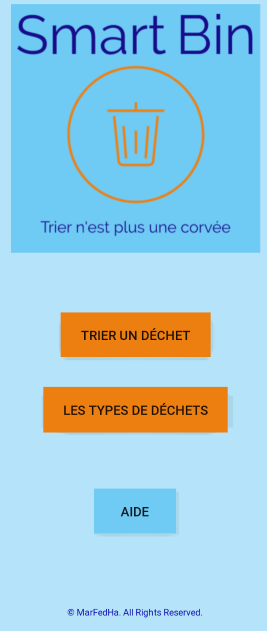 Smart Bin
Trier n'est plus une corvée
TRIER UN DÉCHET
LES TYPES DE DÉCHETS
AIDE
© MarFedHa. All Rights Reserved.